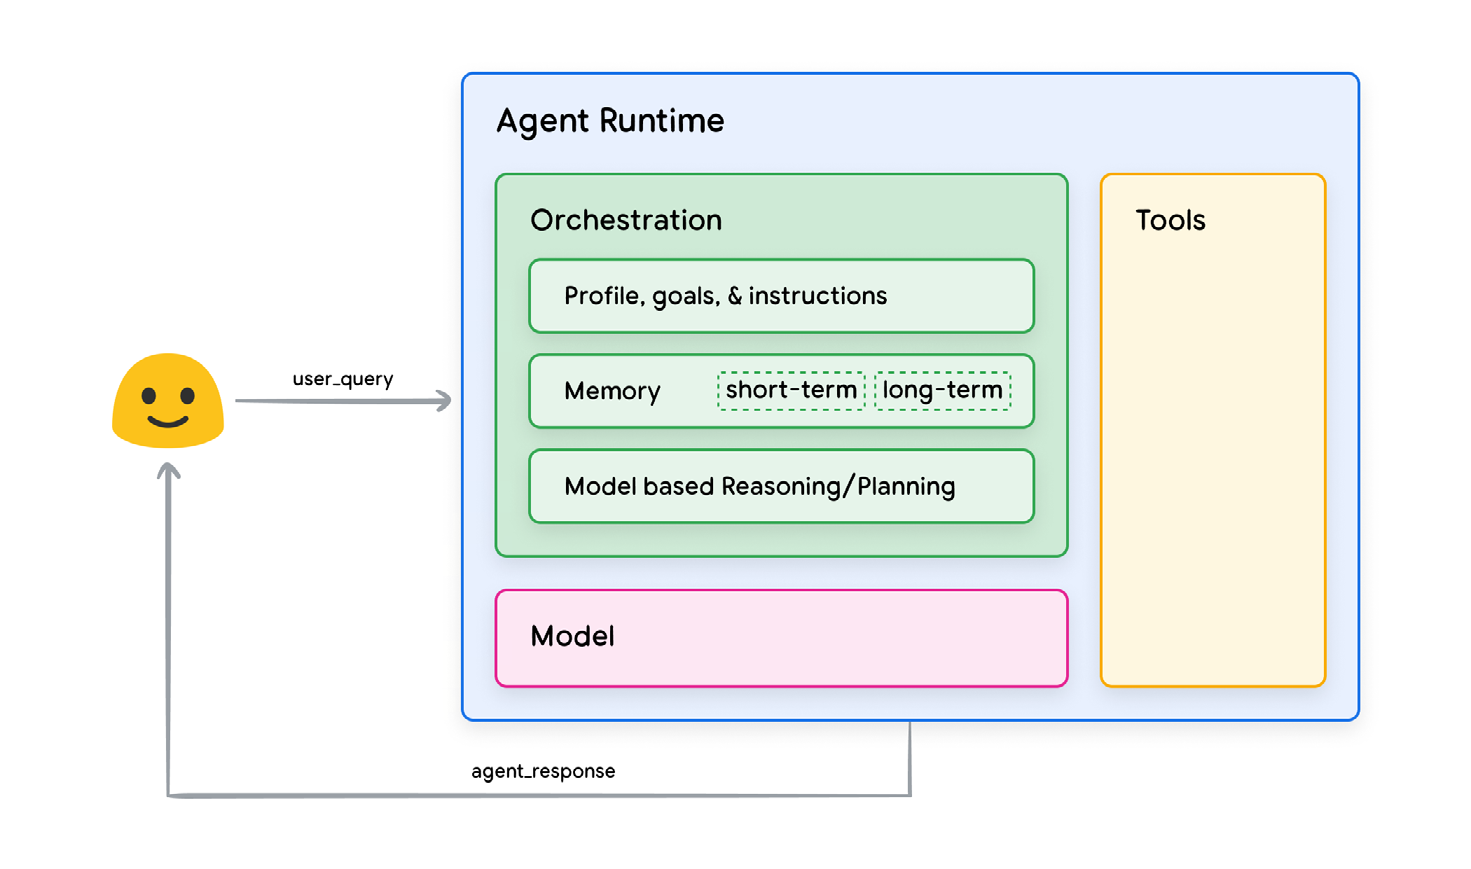 Agent Runtime
Orchestration
Profile, goals, & instructions
Memory short-term long-term
Model based Reasoning/Planning
Model
Tools
user_query
agent_response